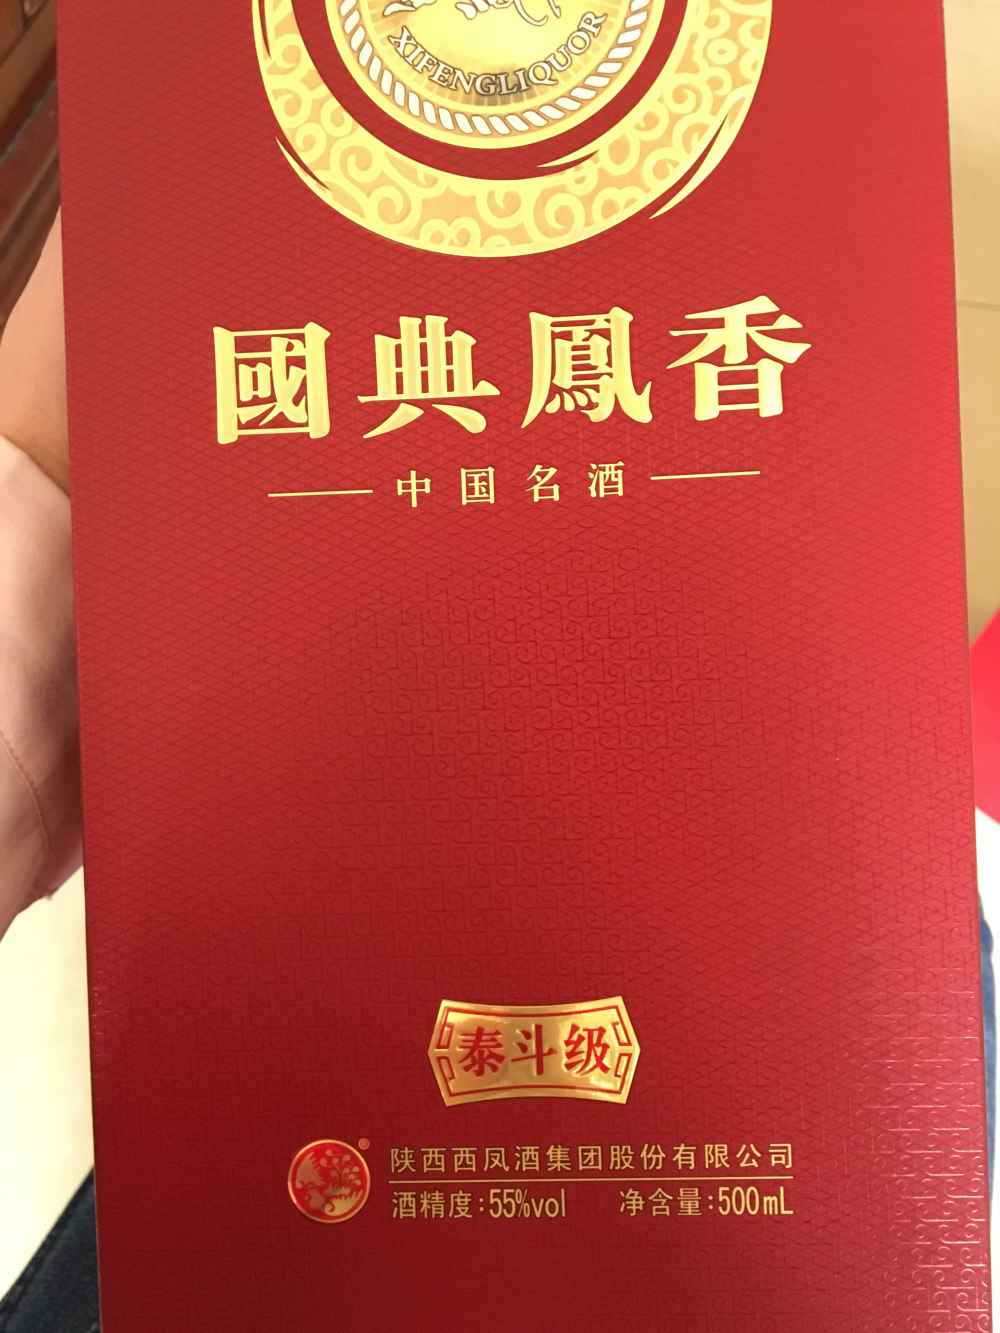 XIFENGLIQUOR
國典鳳香
中国名酒
泰斗级
陕西西凤酒集团股份有限公司
酒精度:55%vol 净含量:500mL